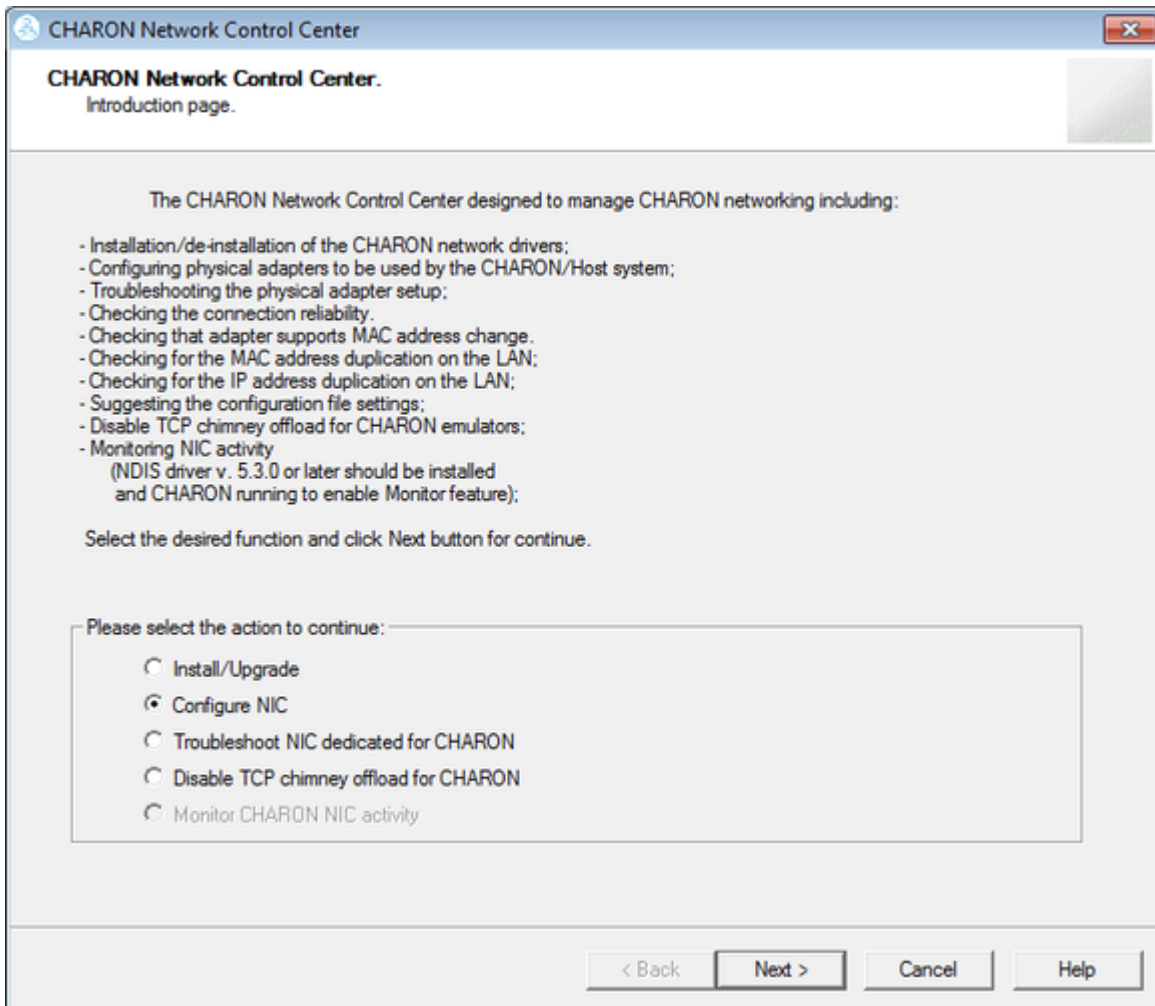 CHARON Network Control Center
CHARON Network Control Center.
Introduction page.
The CHARON Network Control Center designed to manage CHARON networking including:
- Installation/de-installation of the CHARON network drivers;
- Configuring physical adapters to be used by the CHARON/Host system;
- Troubleshooting the physical adapter setup;
- Checking the connection reliability.
- Checking that adapter supports MAC address change.
- Checking for the MAC address duplication on the LAN;
- Checking for the IP address duplication on the LAN;
- Suggesting the configuration file settings;
- Disable TCP chimney offload for CHARON emulators;
- Monitoring NIC activity
(NDIS driver v. 5.3.0 or later should be installed
and CHARON running to enable Monitor feature);
Select the desired function and click Next button for continue.
Please select the action to continue:
Install/Upgrade
Configure NIC
Troubleshoot NIC dedicated for CHARON
Disable TCP chimney offload for CHARON
Monitor CHARON NIC activity
< Back Next > Cancel Help